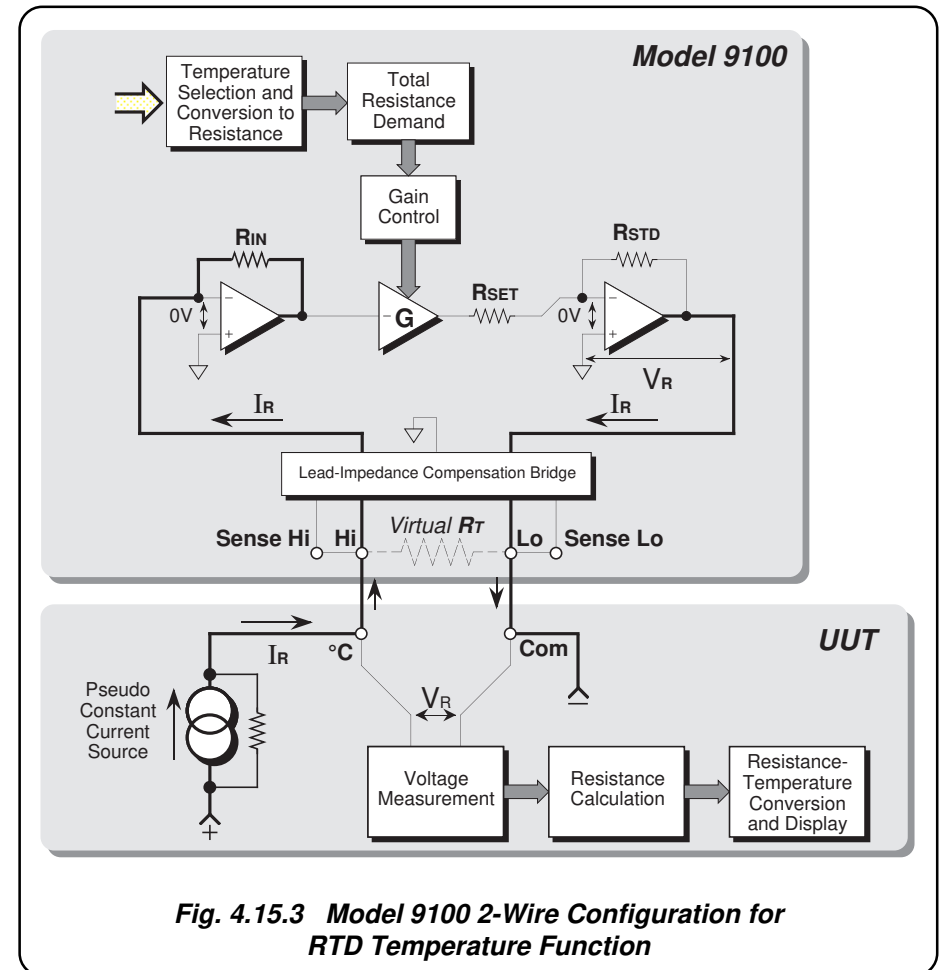 Model 9100
Temperature
Selection and
Conversion to
Resistance
Total
Resistance
Demand
Gain
Control
RIN
RSTD
RSET
0V
−
+
−
G
0V
−
+
VR
IR
IR
Lead-Impedance Compensation Bridge
Sense Hi
Hi
Virtual RT
Lo
Sense Lo
UUT
IR
°C
Com
Pseudo
Constant
Current
Source
VR
+
−
Voltage
Measurement
Resistance
Calculation
Resistance-
Temperature
Conversion
and Display
Fig. 4.15.3 Model 9100 2-Wire Configuration for
RTD Temperature Function